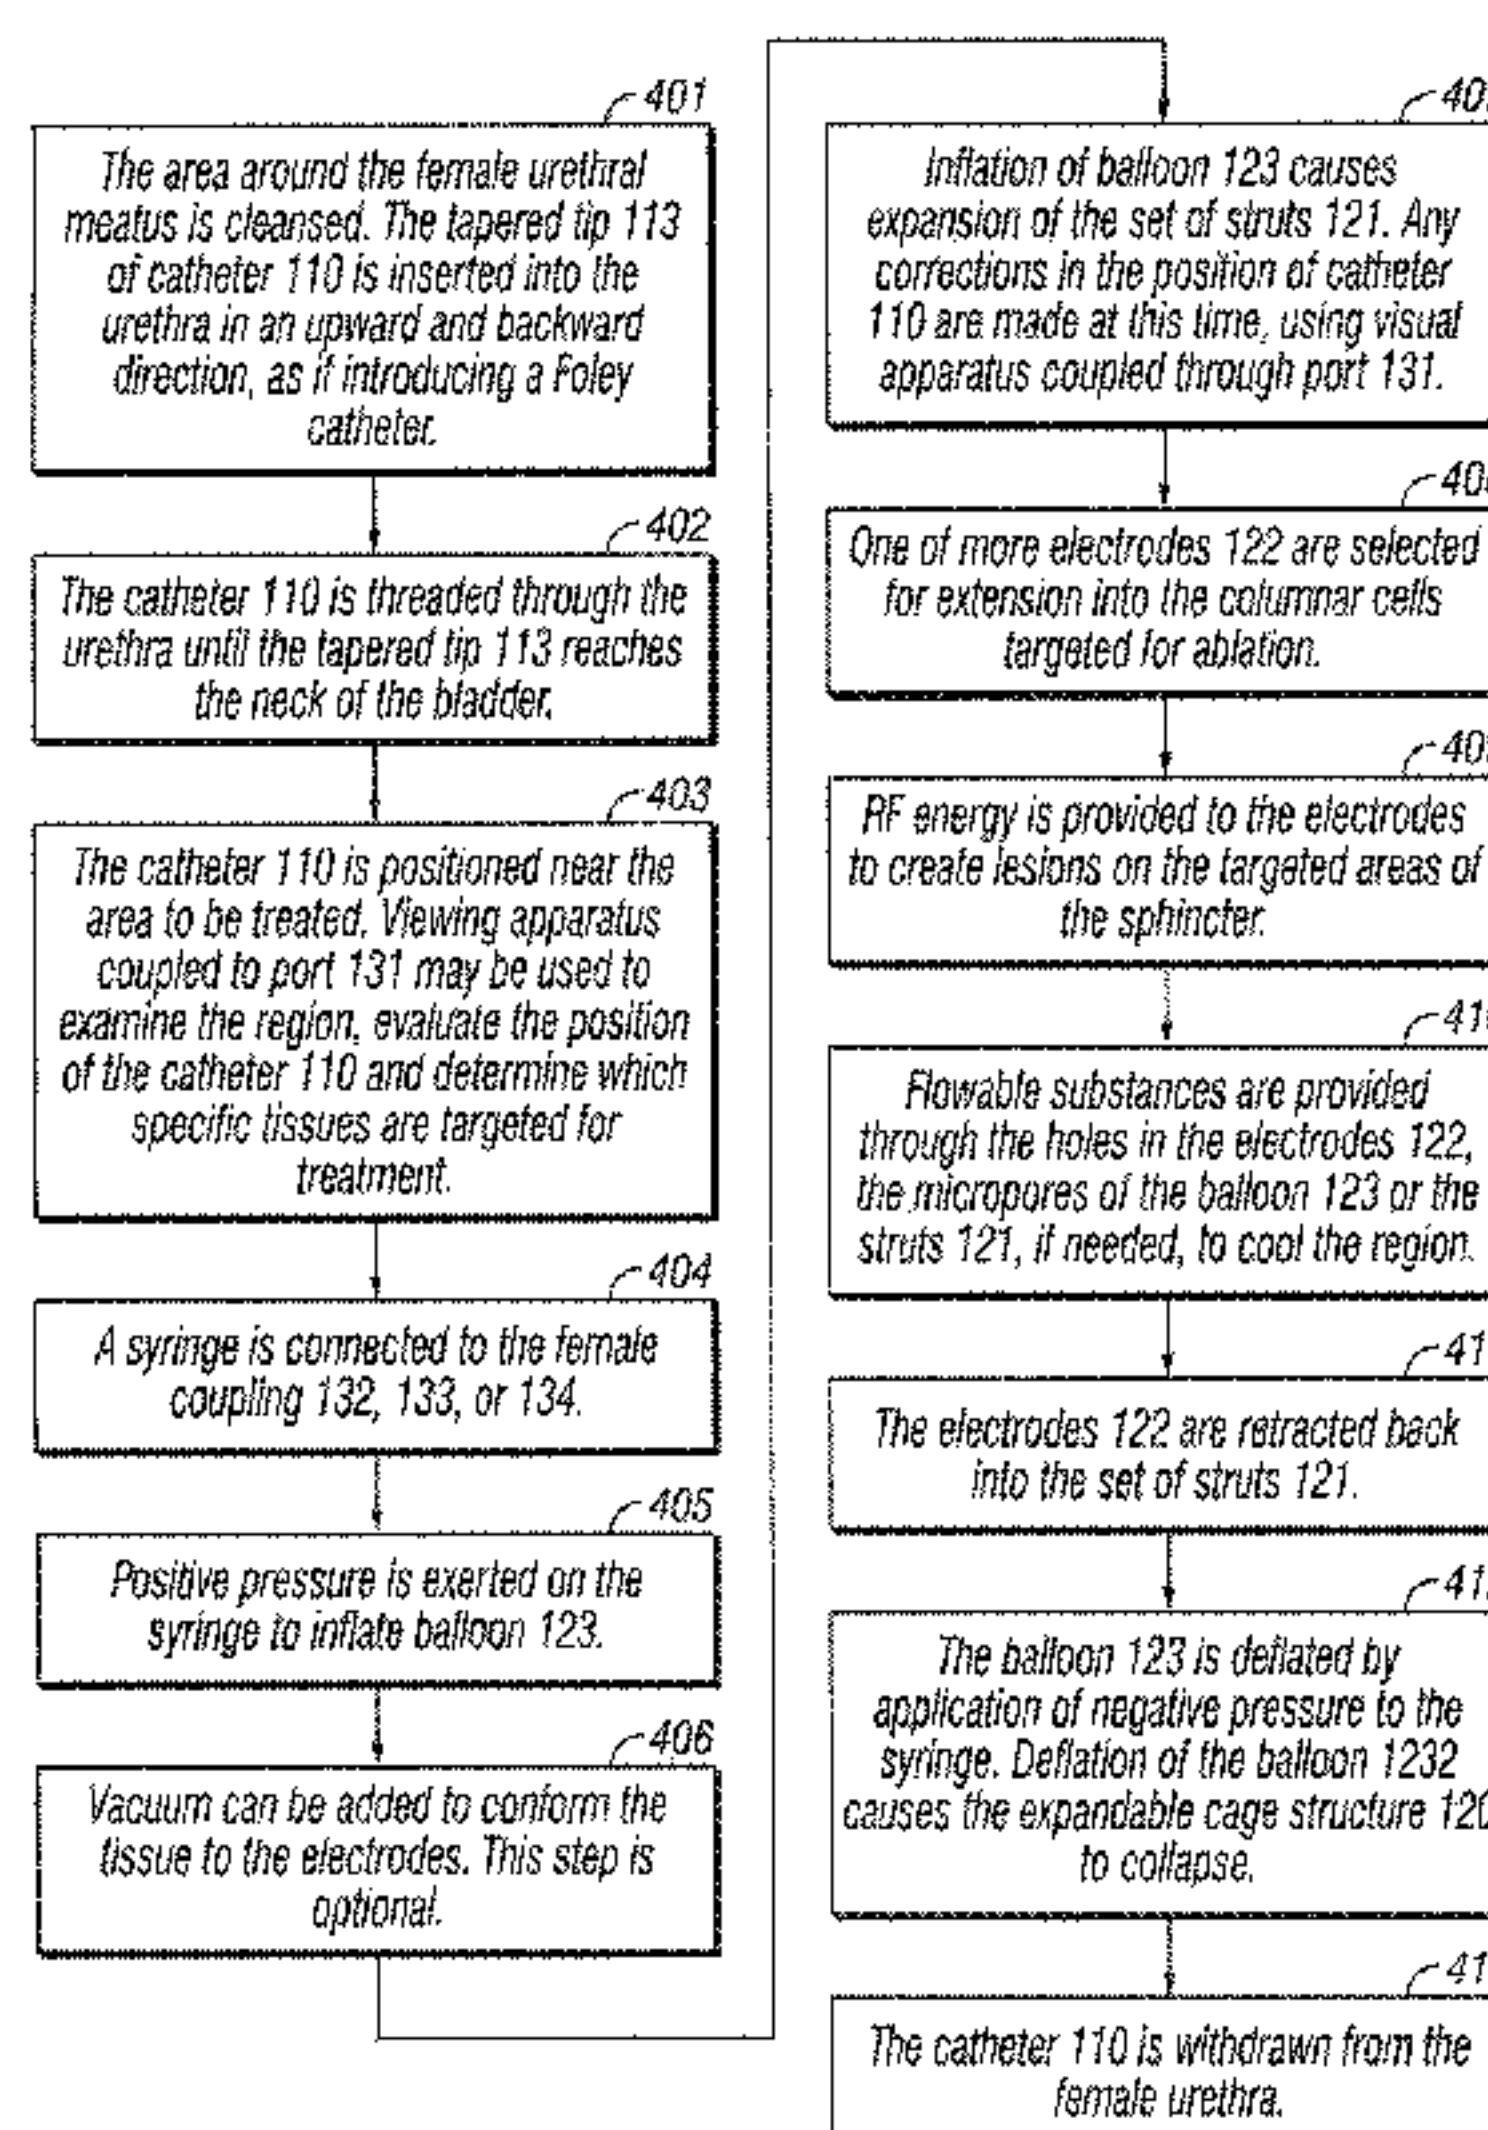 401
The area around the female urethral
meatus is cleansed. The tapered tip 113
of catheter 110 is inserted into the
urethra in an upward and backward
direction, as if introducing a Foley
catheter.
402
The catheter 110 is threaded through the
urethra until the tapered tip 113 reaches
the neck of the bladder.
403
The catheter 110 is positioned near the
area to be treated. Viewing apparatus
coupled to port 131 may be used to
examine the region, evaluate the position
of the catheter 110 and determine which
specific tissues are targeted for
treatment.
404
A syringe is connected to the female
coupling 132, 133, or 134.
405
Positive pressure is exerted on the
syringe to inflate balloon 123.
406
Vacuum can be added to conform the
tissue to the electrodes. This step is
optional.
Inflation of balloon 123 causes
expansion of the set of struts 121. Any
corrections in the position of catheter
110 are made at this time, using visual
apparatus coupled through port 131.
One of more electrodes 122 are selected
for extension into the columnar cells
targeted for ablation.
RF energy is provided to the electrodes
to create lesions on the targeted areas of
the sphincter.
Flowable substances are provided
through the holes in the electrodes 122,
the micropores of the balloon 123 or the
struts 121, if needed, to cool the region.
41
The electrodes 122 are retracted back
into the set of struts 121.
The balloon 123 is deflated by
application of negative pressure to the
syringe. Deflation of the balloon 1232
causes the expandable cage structure 120
to collapse.
41
The catheter 110 is withdrawn from the
female urethra.